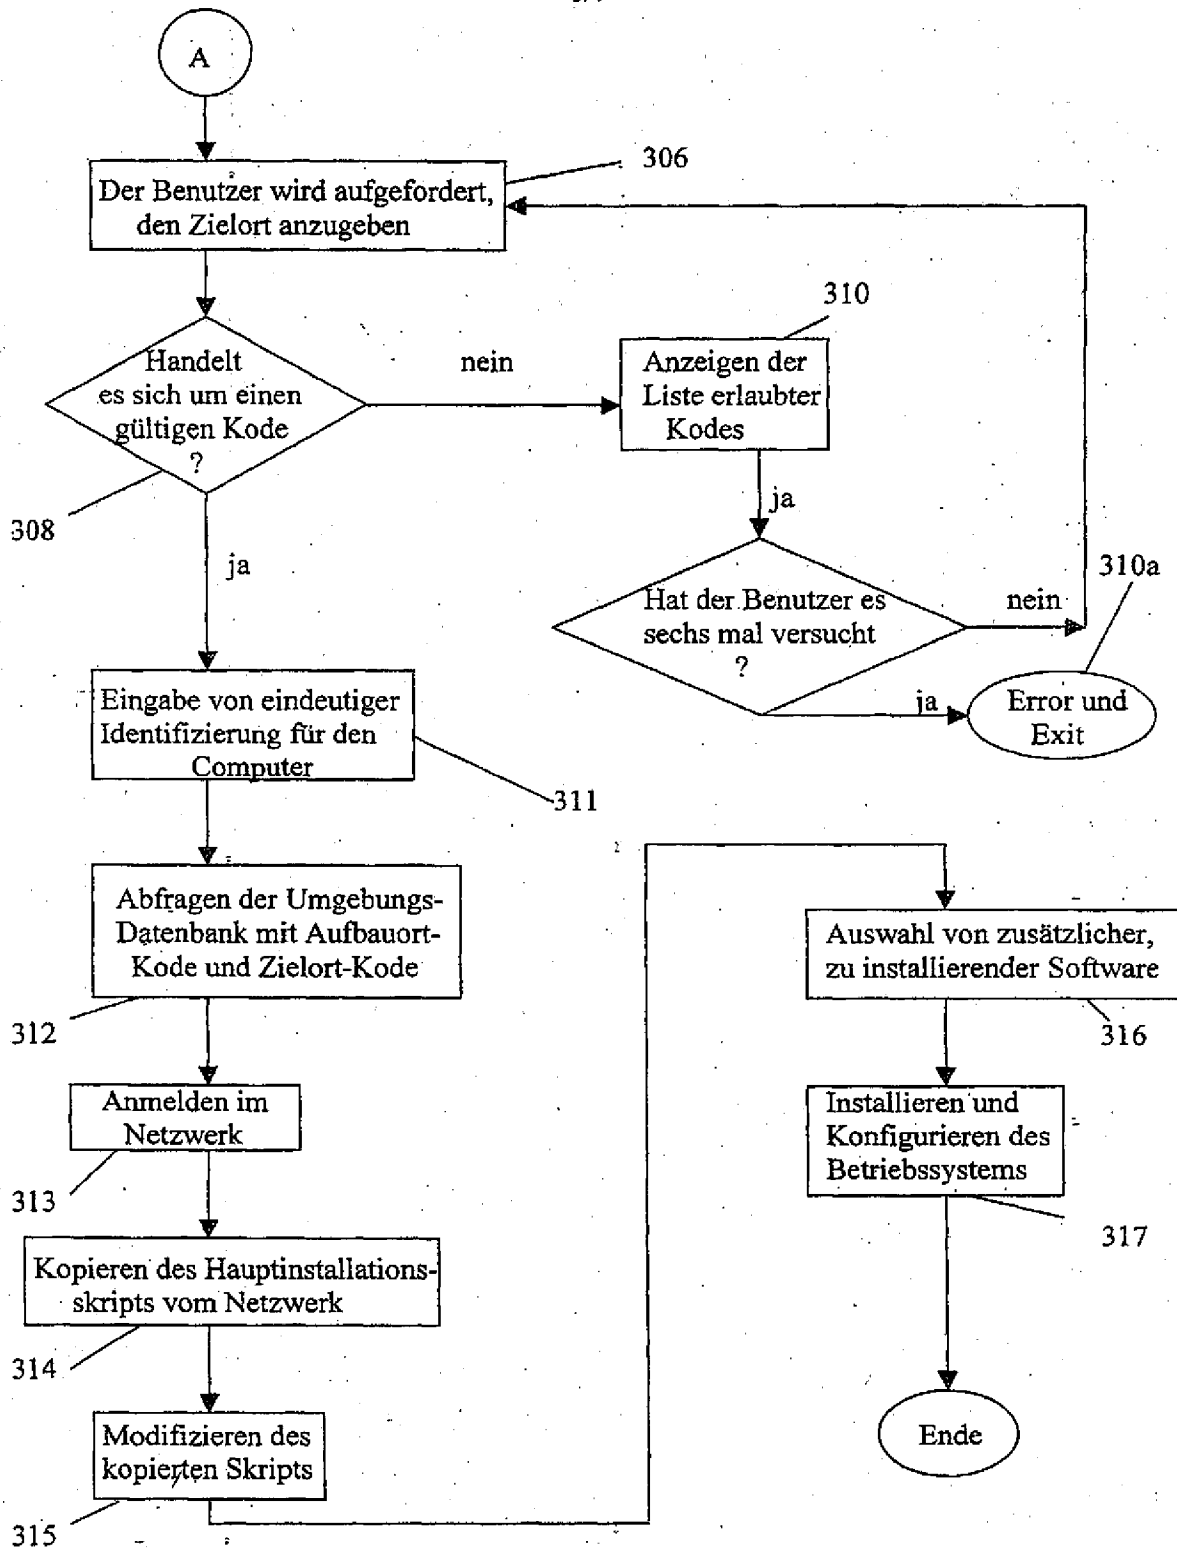 A
306
Der Benutzer wird aufgefordert,
den Zielort anzugeben
310
Handelt
es sich um einen
gültigen Kode
?
nein
Anzeigen der
Liste erlaubter
Kodes
308
ja
ja
310a
Hat der Benutzer es
sechs mal versucht
?
nein
ja
Error und
Exit
Eingabe von eindeutiger
Identifizierung für den
Computer
311
Abfragen der Umgebungs-
Datenbank mit Aufbauort-
Kode und Zielort-Kode
312
Anmelden im
Netzwerk
313
Kopieren des Hauptinstallations-
skripts vom Netzwerk
314
Modifizieren des
kopierten Skripts
315
Auswahl von zusätzlicher,
zu installierender Software
316
Installieren und
Konfigurieren des
Betriebssystems
317
Ende